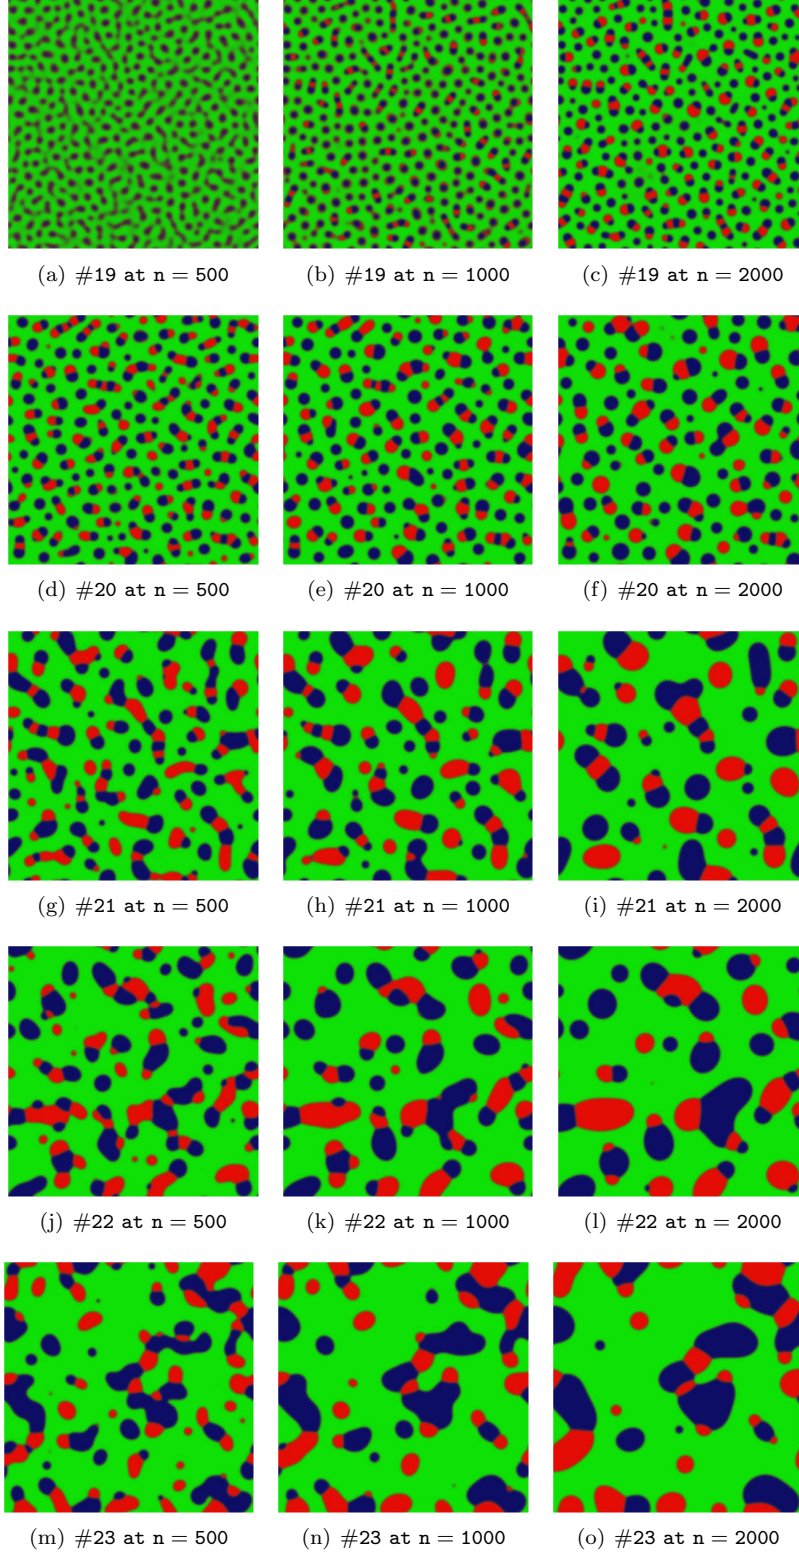 (a) #19 at n = 500
(b) #19 at n = 1000
(c) #19 at n = 2000
(d) #20 at n = 500
(e) #20 at n = 1000
(f) #20 at n = 2000
(g) #21 at n = 500
(h) #21 at n = 1000
(i) #21 at n = 2000
(j) #22 at n = 500
(k) #22 at n = 1000
(l) #22 at n = 2000
(m) #23 at n = 500
(n) #23 at n = 1000
(o) #23 at n = 2000